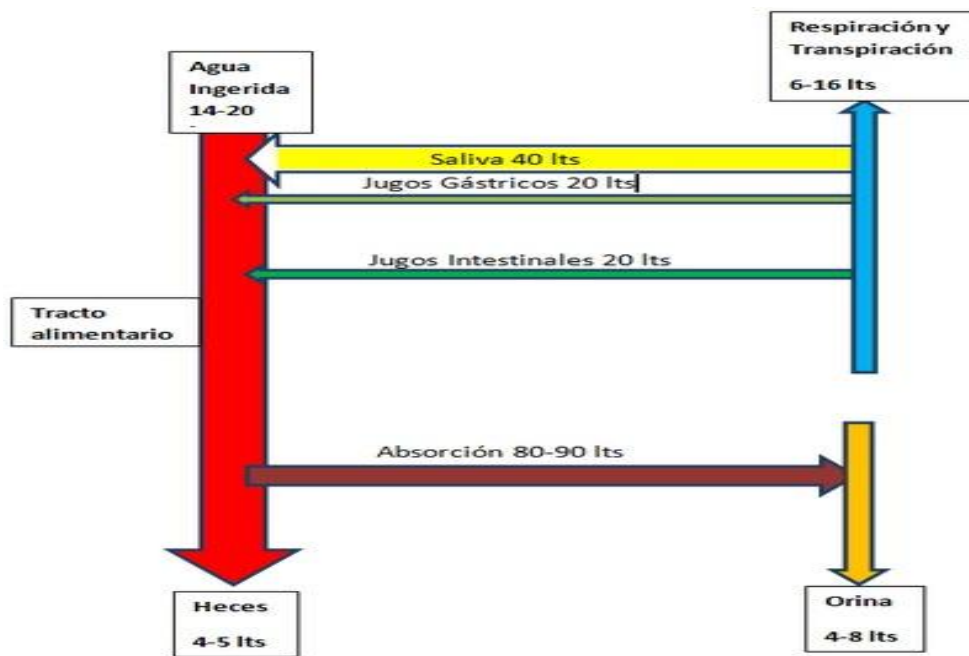 Respiración y
Transpiración
6-16 lts
Agua
Ingerida
14-20
Saliva 40 lts
Jugos Gástricos 20 lts
Jugos Intestinales 20 lts
Tracto
alimentario
Absorción 80-90 lts
Heces
4-5 lts
Orina
4-8 lts